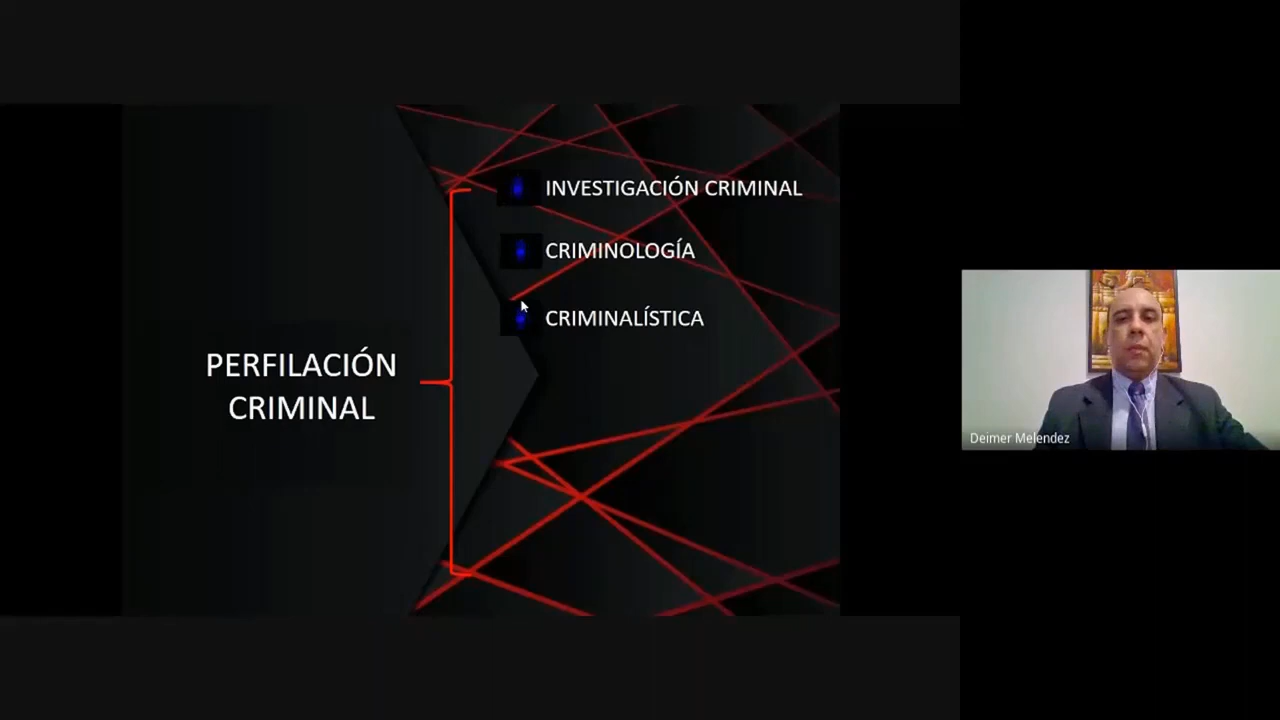 INVESTIGACIÓN CRIMINAL
CRIMINOLOGÍA
CRIMINALÍSTICA
PERFILACIÓN
CRIMINAL
Deimer Melendez